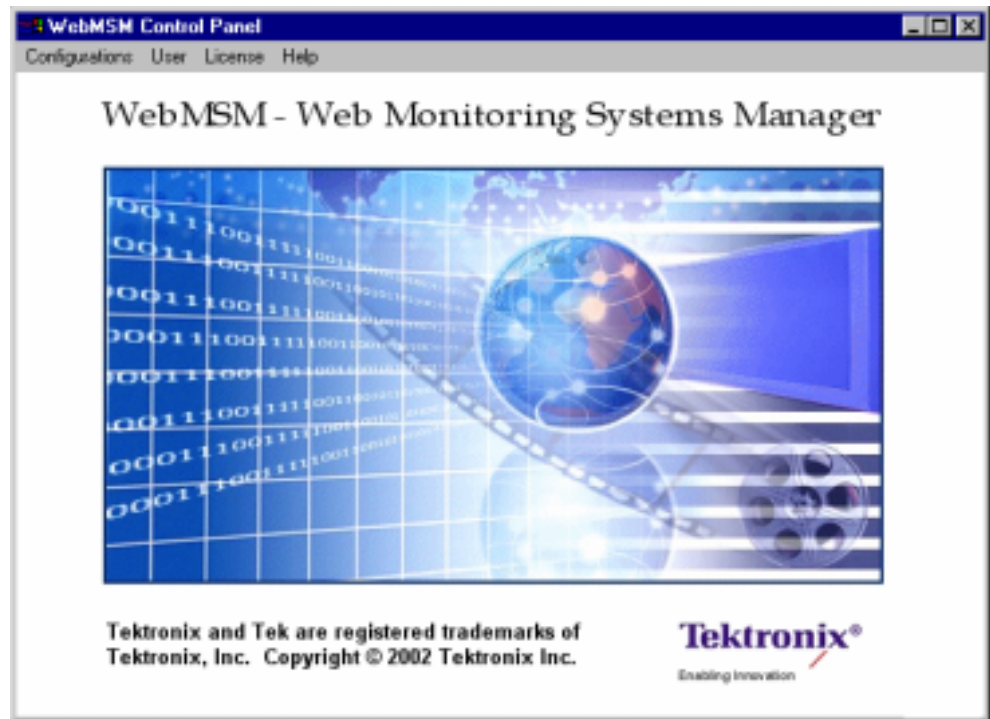 WebMSM Control Panel
Configurations User License Help
WebMSM - Web Monitoring Systems Manager
Tektronix and Tek are registered trademarks of
Tektronix, Inc. Copyright © 2002 Tektronix Inc.
Tektronix®
Enabling Innovation